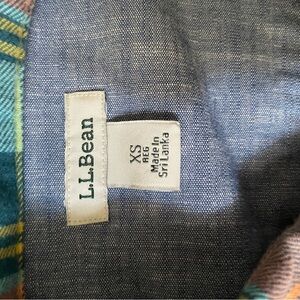 L.L.Bean
XS
REG
Made In
Sri Lanka